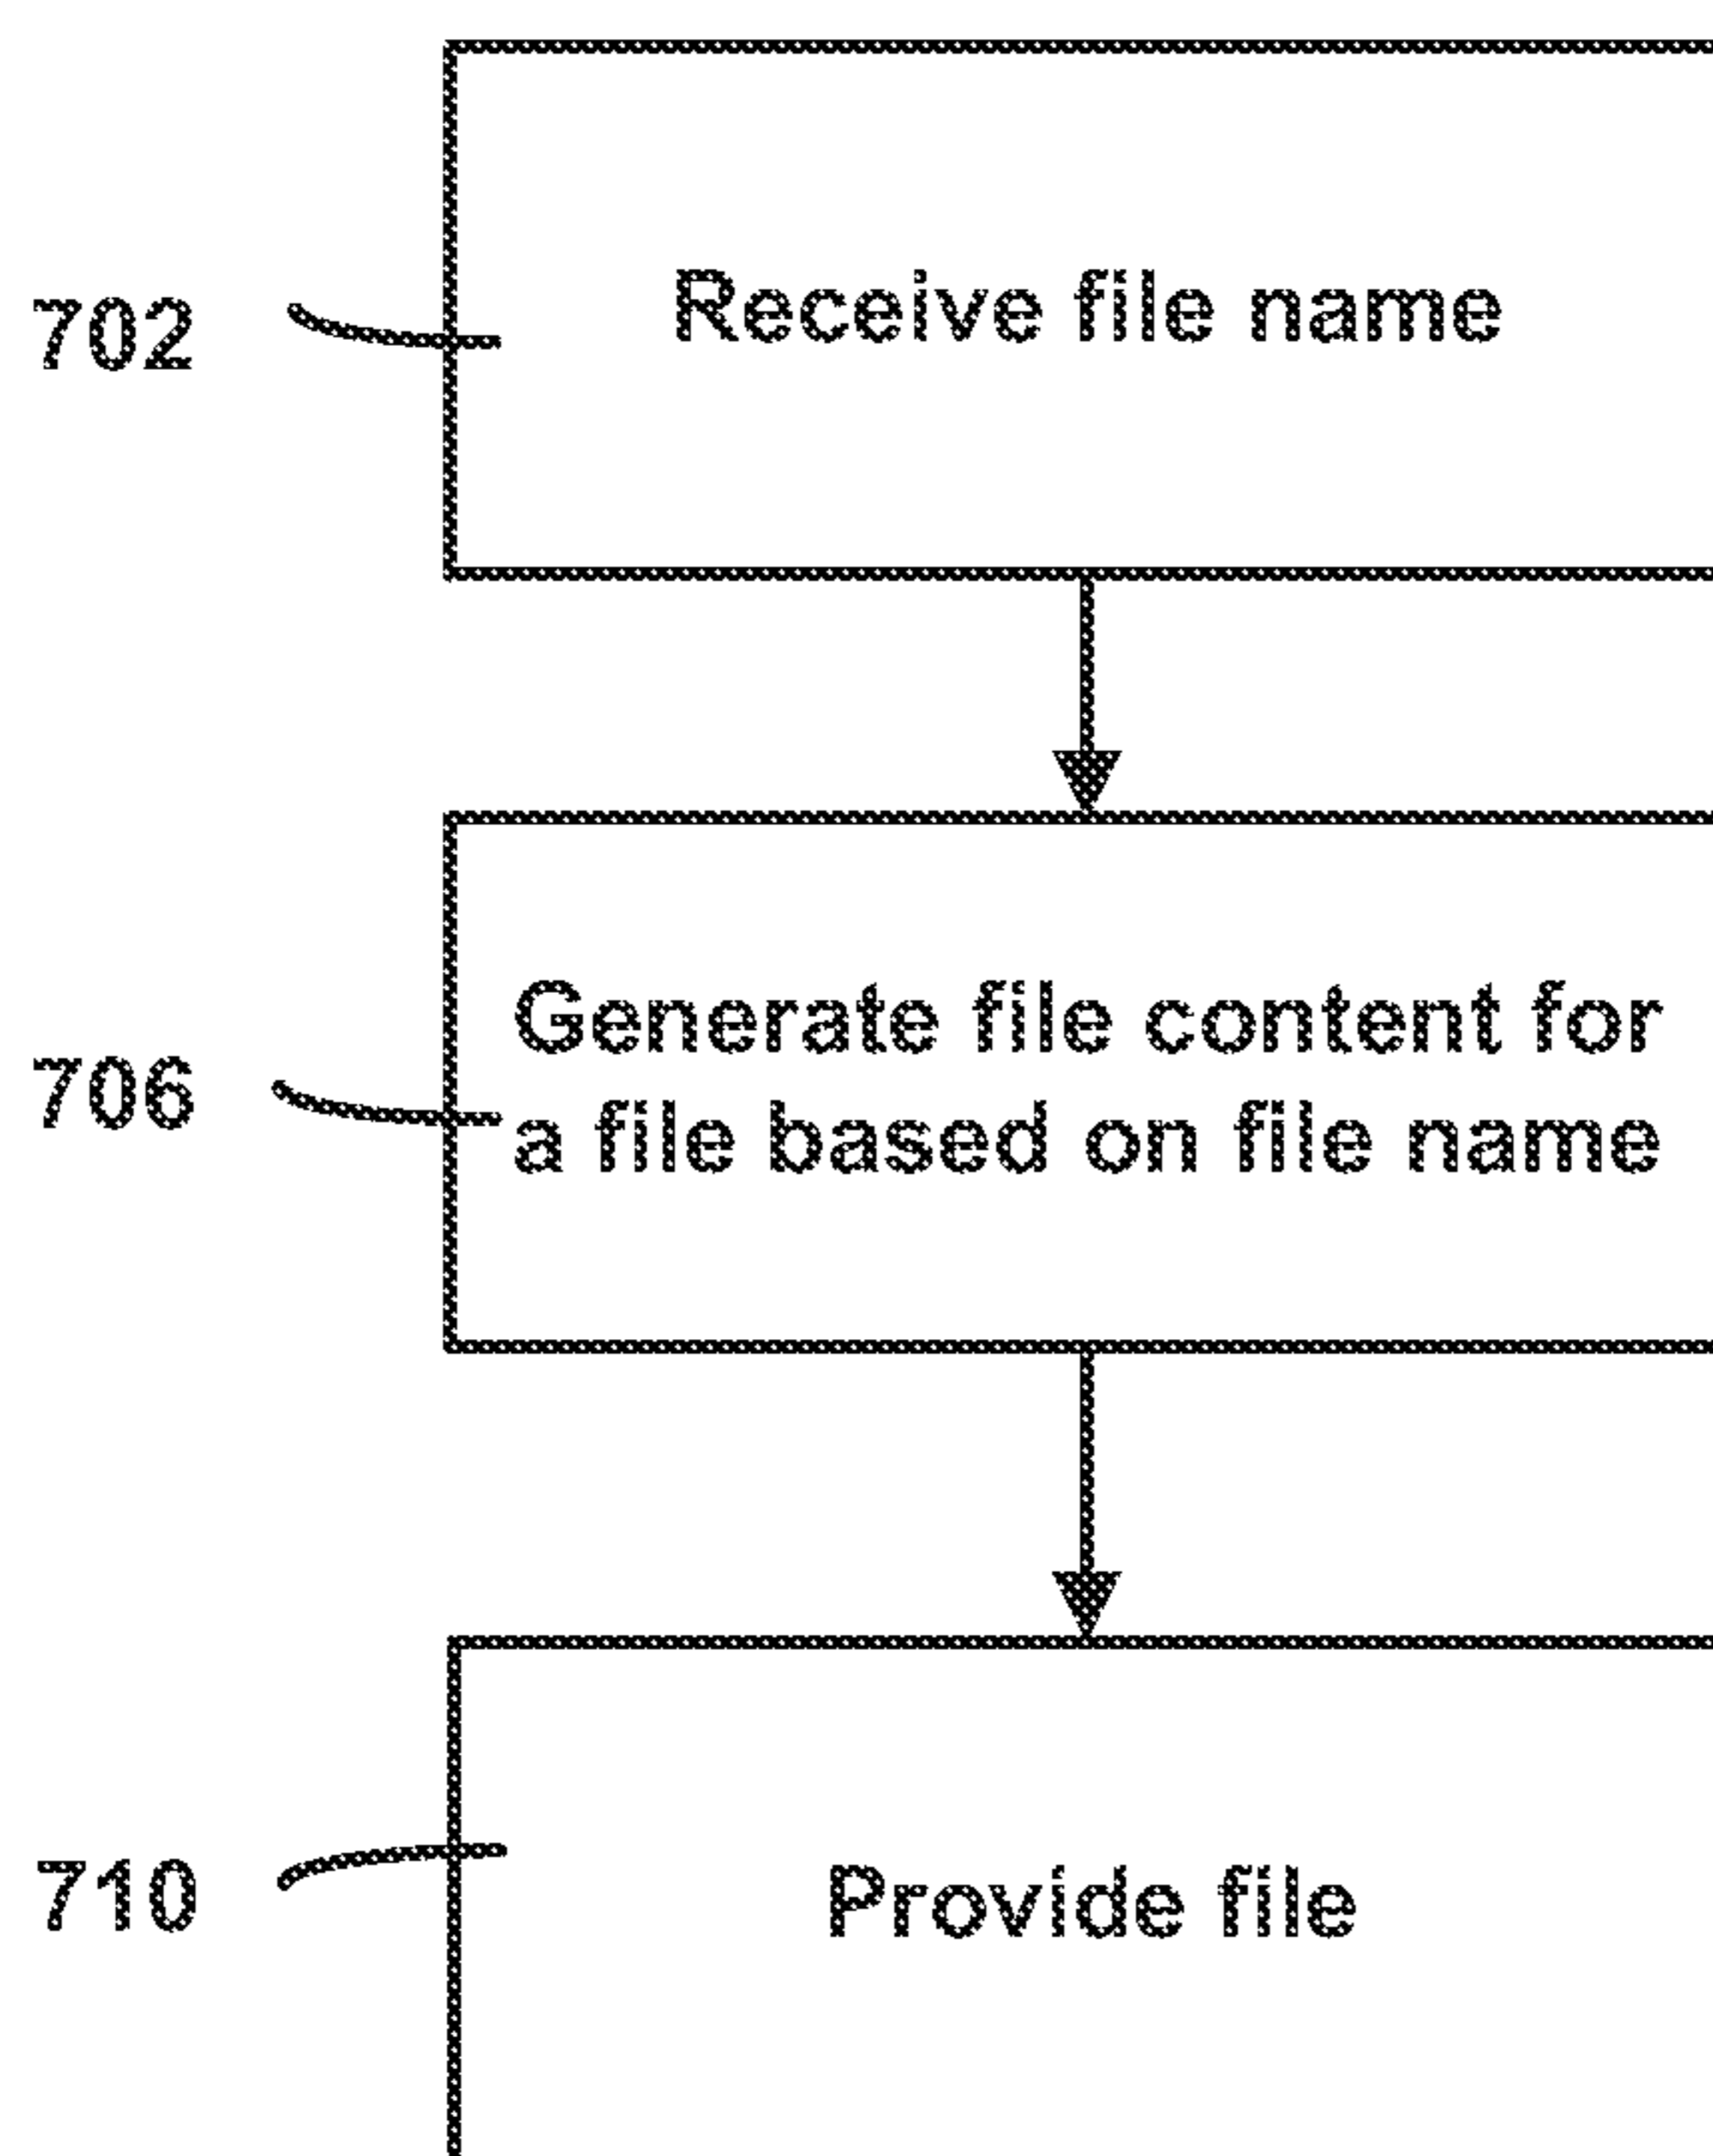 702
Receive file name
706
Generate file content for
a file based on file name
710
Provide file